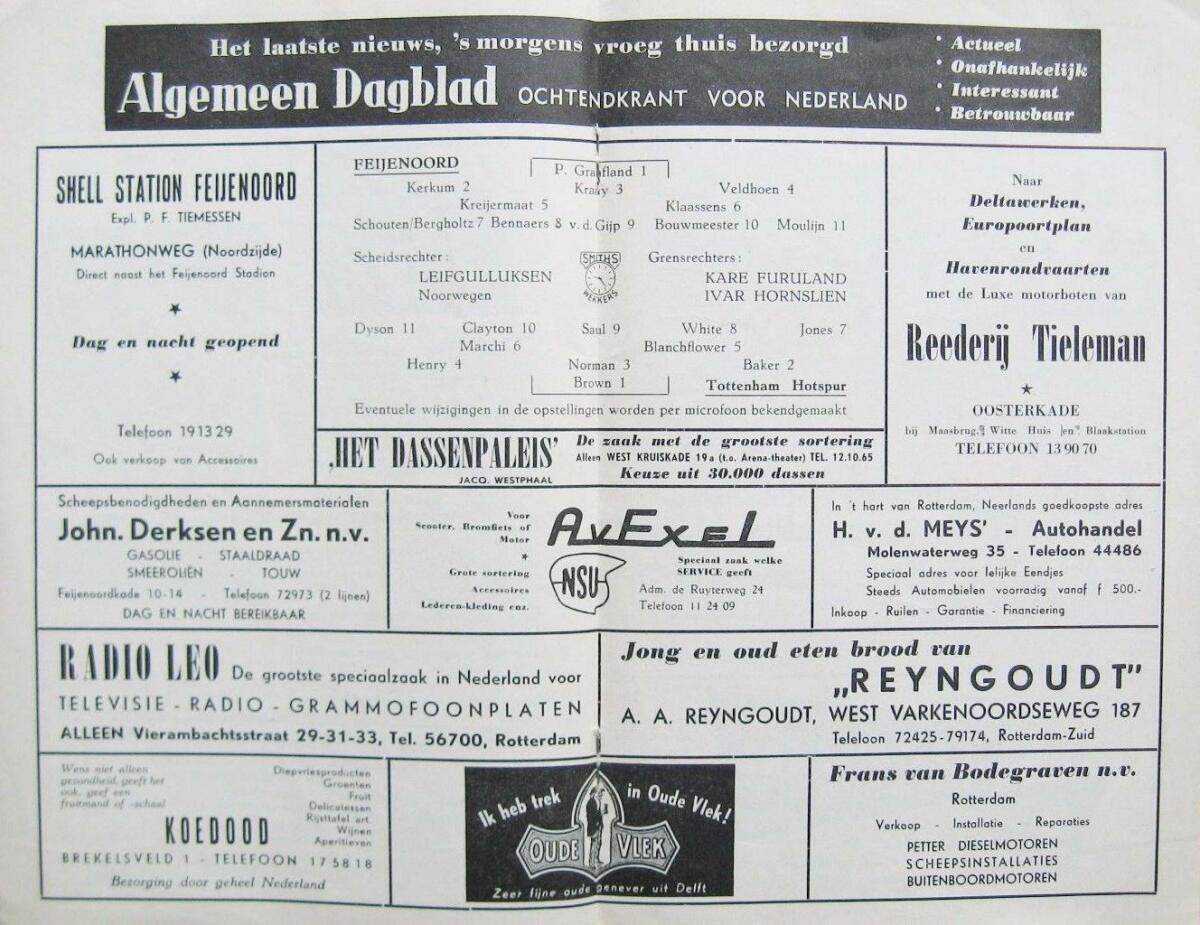 Het laatste nieuws, 's morgens vroeg thuis bezorgd
Algemeen Dagblad OCHTENDKRANT VOOR NEDERLAND
• Actueel
• Onafhankelijk
• Interessant
• Betrouwbaar
SHELL STATION FEIJENOORD
Expl. P. F. TIEMESSEN
MARATHONWEG (Noordzijde)
Direct naast het Feijenoord Stadion
★
Dag en nacht geopend
★
Telefoon 191329
Ook verkoop van Accessoires
FEIJENOORD
P. Graafland 1
Kerkum 2 Kraay 3 Veldhoen 4
Kreijermaat 5 Klaassens 6
Schouten/Bergholtz 7 Bennaers 8 v.d.Gijp 9 Bouwmeester 10 Moulijn 11
Scheidsrechter:
LEIFGULLUKSEN
Noorwegen
SMITHS
WEKKERS
Grensrechters:
KARE FURULAND
IVAR HORNSLIEN
Dyson 11 Clayton 10 Saul 9 White 8 Jones 7
Marchi 6 Blanchflower 5
Henry 4 Norman 3 Baker 2
Brown 1 Tottenham Hotspur
Eventuele wijzigingen in de opstellingen worden per microfoon bekendgemaakt
Naar
Deltawerken,
Europoortplan
en
Havenrondvaarten
met de Luxe motorboten van
Reederij Tieleman
★
OOSTERKADE
bij Maasbrug, Witte Huis en Blaakstation
TELEFOON 139070
„HET DASSENPALEIS'
JACQ. WESTPHAAL
De zaak met de grootste sortering
Alleen WEST KRUISKADE 19a (t.o. Arena-theater) TEL. 12.10.65
Keuze uit 30.000 dassen
Scheepsbenodigdheden en Aannemersmaterialen
John. Derksen en Zn. n.v.
GASOLIE - STAALDRAAD
SMEEROLIËN - TOUW
Feijenoordkade 10-14 - Telefoon 72973 (2 lijnen)
DAG EN NACHT BEREIKBAAR
Voor
Scooter, Bromfiets of
Motor
★
Grote sortering
Accessoires
Lederen-kleding enz.
AVEXEL
NSU
Speciaal zaak welke
SERVICE geeft
Adm. de Ruyterweg 24
Telefoon 11 24 09
In 't hart van Rotterdam, Neerlands goedkoopste adres
H. v. d. MEYS' - Autohandel
Molenwaterweg 35 - Telefoon 44486
Speciaal adres voor lelijke Eendjes
Steeds Automobielen voorradig vanaf f 500.-
Inkoop - Ruilen - Garantie - Financiering
RADIO LEO De grootste speciaalzaak in Nederland voor
TELEVISIE - RADIO - GRAMMOFOONPLATEN
ALLEEN Vierambachtsstraat 29-31-33, Tel. 56700, Rotterdam
Jong en oud eten brood van
„REYNGOUDT"
A. A. REYNGOUDT, WEST VARKENOORDSEWEG 187
Teleloon 72425-79174, Rotterdam-Zuid
Wens niet alleen
gezondheid, geeft het
ook, geef een
fruitmand of -schaal
Diepvriesproducten
Groenten
Fruit
Delicatessen
Rijsttafel art.
Wijnen
Aperitieven
KOEDOOD
BREKELSVELD 1 - TELEFOON 175818
Bezorging door geheel Nederland
Ik heb trek in Oude Vlek!
OUDE VLEK
Zeer fijne oude genever uit Delft
Frans van Bodegraven n.v.
Rotterdam
Verkoop - Installatie - Reparaties
PETTER DIESELMOTOREN
SCHEEPSINSTALLATIES
BUITENBOORDMOTOREN